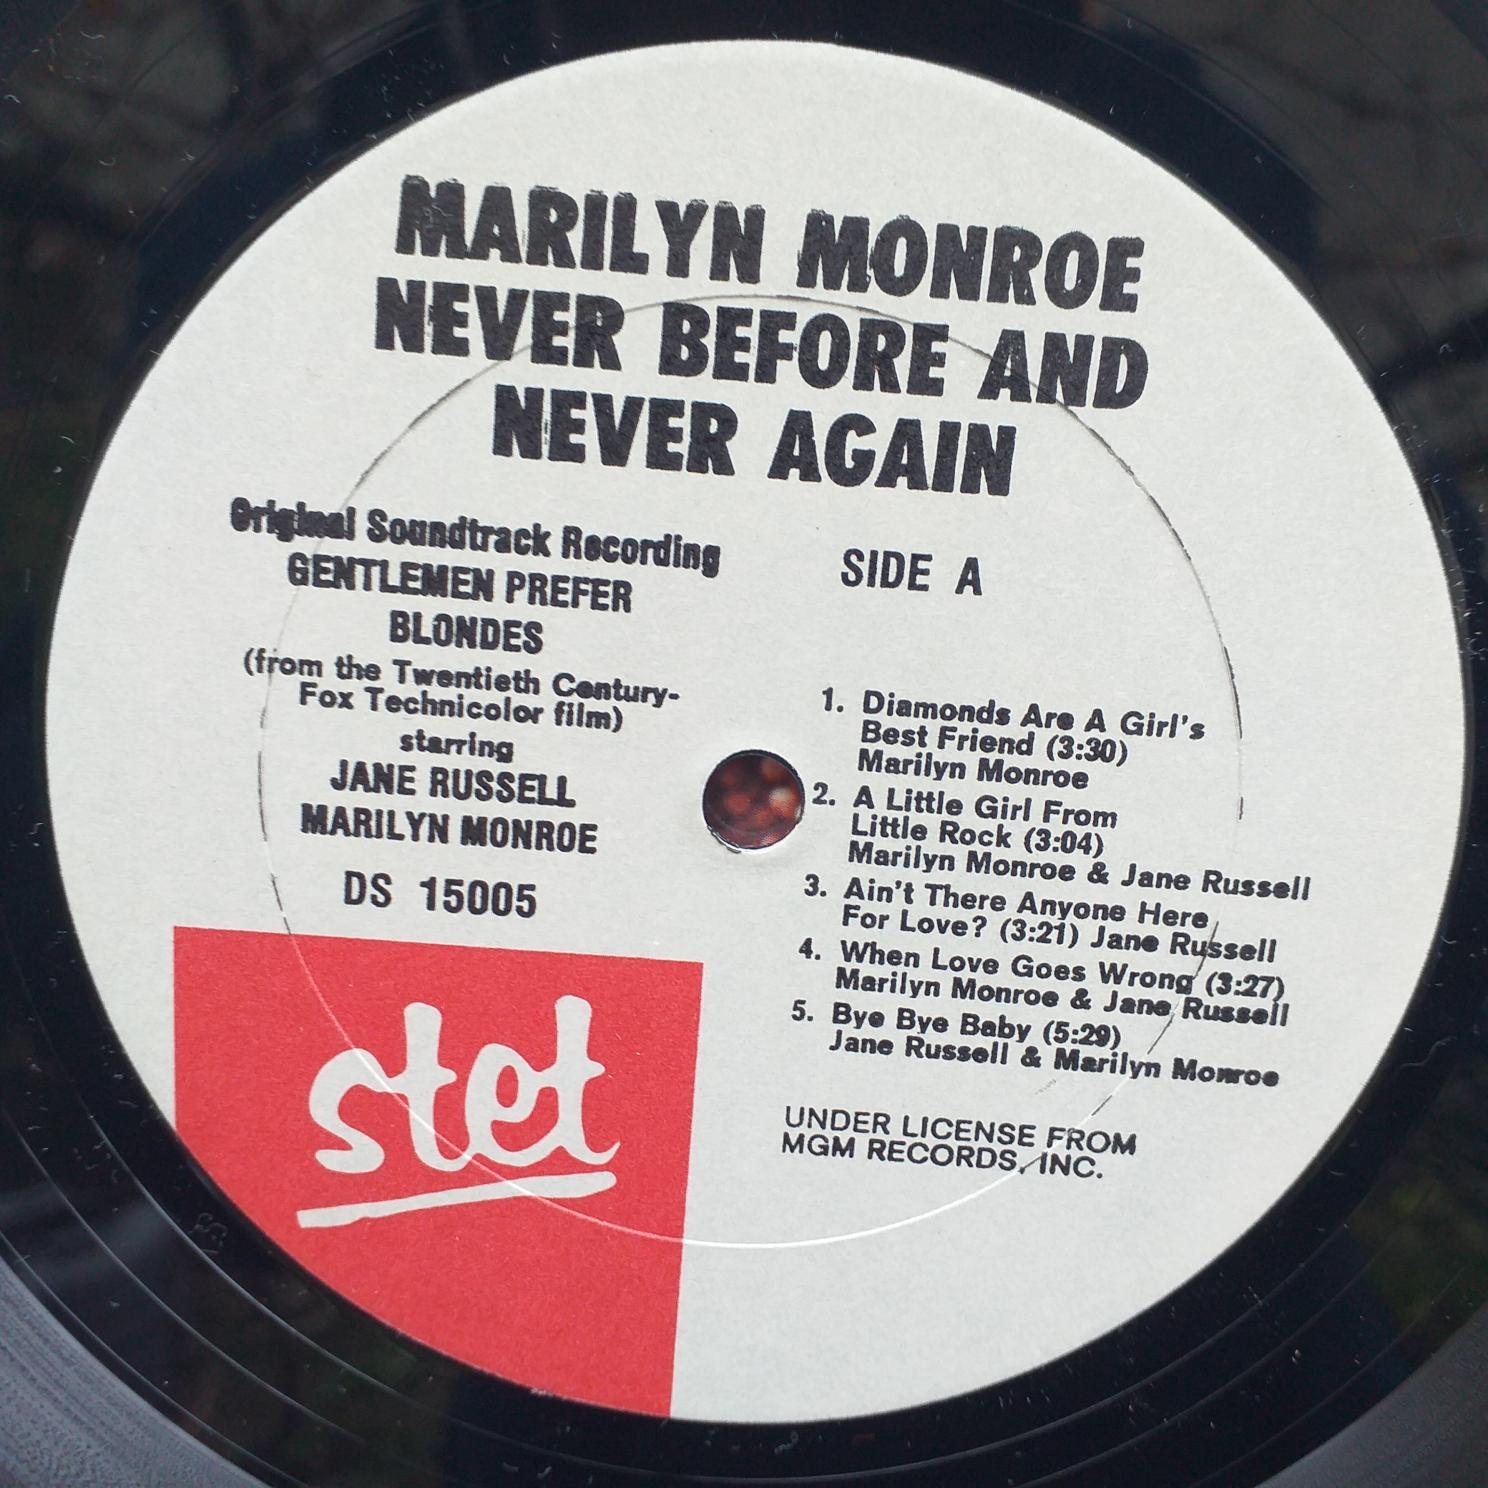 MARILYN MONROE
NEVER BEFORE AND
NEVER AGAIN
Original Soundtrack Recording
GENTLEMEN PREFER
BLONDES
(from the Twentieth Century-
Fox Technicolor film)
starring
JANE RUSSELL
MARILYN MONROE
DS 15005
stet
SIDE A
1. Diamonds Are A Girl's
Best Friend (3:30)
Marilyn Monroe
2. A Little Girl From
Little Rock (3:04)
Marilyn Monroe & Jane Russell
3. Ain't There Anyone Here
For Love? (3:21) Jane Russell
4. When Love Goes Wrong (3:27)
Marilyn Monroe & Jane Russell
5. Bye Bye Baby (5:29)
Jane Russell & Marilyn Monroe
UNDER LICENSE FROM
MGM RECORDS, INC.